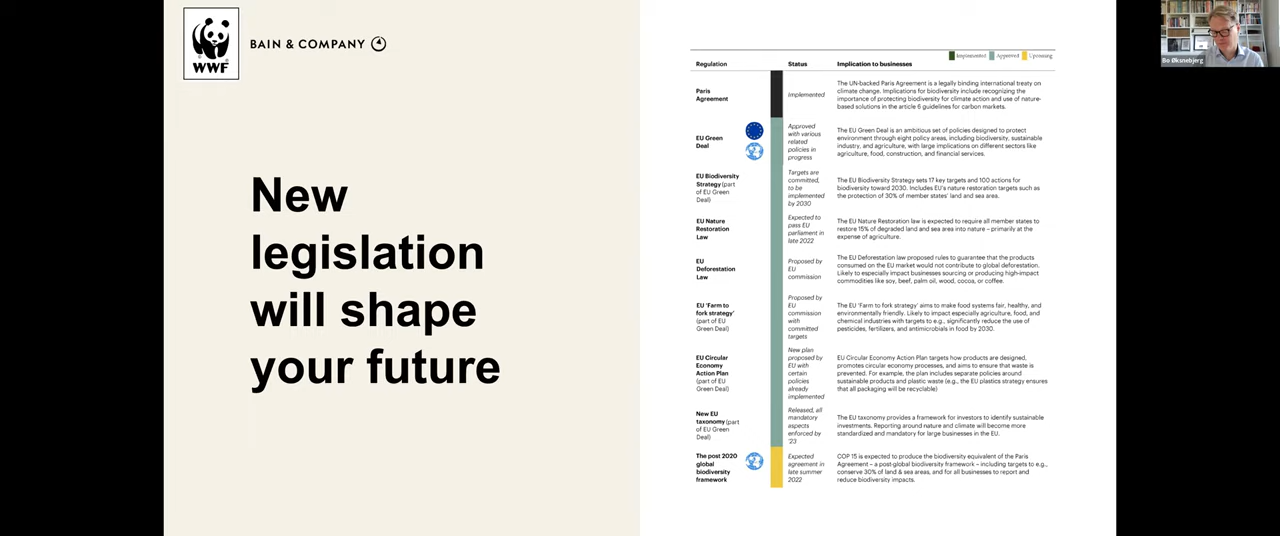 WWF
BAIN & COMPANY
New
legislation
will shape
your future
Implemented Approved Upcoming
Regulation Status Implication to businesses
Paris
Agreement
Implemented
The UN-backed Paris Agreement is a legally binding international treaty on
climate change. Implications for biodiversity include recognizing the
importance of protecting biodiversity for climate action and use of nature-
based solutions in the article 6 guidelines for carbon markets.
EU Green
Deal
Approved
with various
related
policies in
progress
The EU Green Deal is an ambitious set of policies designed to protect
environment through eight policy areas, including biodiversity, sustainable
industry, and agriculture, with large implications on different sectors like
agriculture, food, construction, and financial services.
EU Biodiversity
Strategy (part
of EU Green
Deal)
Targets are
committed,
to be
implemented
by 2030
The EU Biodiversity Strategy sets 17 key targets and 100 actions for
biodiversity toward 2030. Includes EU's nature restoration targets such as
the protection of 30% of member states' land and sea area.
EU Nature
Restoration
Law
Expected to
pass EU
parliament in
late 2022
The EU Nature Restoration law is expected to require all member states to
restore 15% of degraded land and sea area into nature – primarily at the
expense of agriculture.
EU
Deforestation
Law
Proposed by
EU
commission
The EU Deforestation law proposed rules to guarantee that the products
consumed on the EU market would not contribute to global deforestation.
Likely to especially impact businesses sourcing or producing high-impact
commodities like soy, beef, palm oil, wood, cocoa, or coffee.
EU 'Farm to
fork strategy'
(part of EU
Green Deal)
Proposed by
EU
commission
with
committed
targets
The EU 'Farm to fork strategy' aims to make food systems fair, healthy, and
environmentally friendly. Likely to impact especially agriculture, food, and
chemical industries with targets to e.g., significantly reduce the use of
pesticides, fertilizers, and antimicrobials in food by 2030.
EU Circular
Economy
Action Plan
(part of EU
Green Deal)
New plan
proposed by
EU with
certain
policies
already
implemented
EU Circular Economy Action Plan targets how products are designed,
promotes circular economy processes, and aims to ensure that waste is
prevented. For example, the plan includes separate policies around
sustainable products and plastic waste (e.g., the EU plastics strategy ensures
that all packaging will be recyclable)
New EU
taxonomy (part
of EU Green
Deal)
Released, all
mandatory
aspects
enforced by
'23
The EU taxonomy provides a framework for investors to identify sustainable
investments. Reporting around nature and climate will become more
standardized and mandatory for large businesses in the EU.
The post 2020
global
biodiversity
framework
Expected
agreement in
late summer
2022
COP 15 is expected to produce the biodiversity equivalent of the Paris
Agreement – a post-global biodiversity framework – including targets to e.g.,
conserve 30% of land & sea areas, and for all businesses to report and
reduce biodiversity impacts.
Bo Øksnebjerg